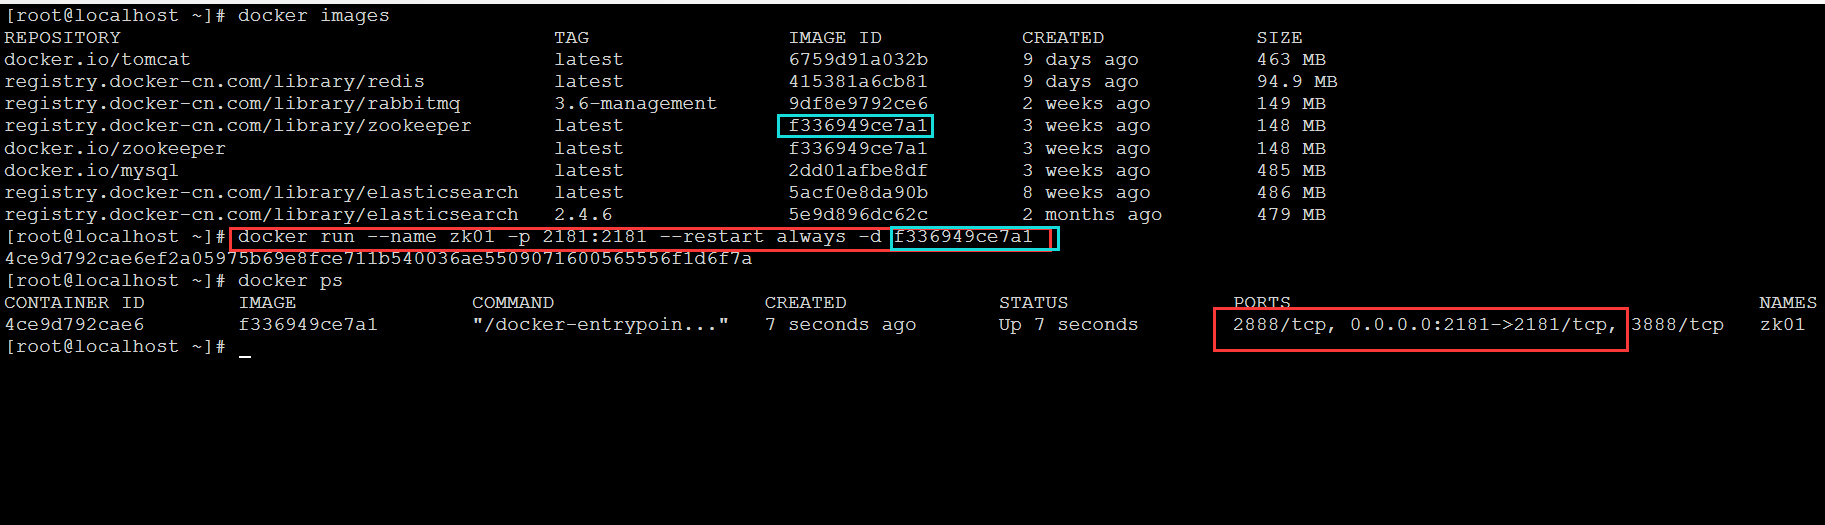 [root@localhost ~]# docker images
REPOSITORY TAG IMAGE ID CREATED SIZE
docker.io/tomcat latest 6759d91a032b 9 days ago 463 MB
registry.docker-cn.com/library/redis latest 415381a6cb81 9 days ago 94.9 MB
registry.docker-cn.com/library/rabbitmq 3.6-management 9df8e9792ce6 2 weeks ago 149 MB
registry.docker-cn.com/library/zookeeper latest f336949ce7a1 3 weeks ago 148 MB
docker.io/zookeeper latest f336949ce7a1 3 weeks ago 148 MB
docker.io/mysql latest 2dd01afbe8df 3 weeks ago 485 MB
registry.docker-cn.com/library/elasticsearch latest 5acf0e8da90b 8 weeks ago 486 MB
registry.docker-cn.com/library/elasticsearch 2.4.6 5e9d896dc62c 2 months ago 479 MB
[root@localhost ~]# docker run --name zk01 -p 2181:2181 --restart always -d f336949ce7a1
4ce9d792cae6ef2a05975b69e8fce711b540036ae5509071600565556f1d6f7a
[root@localhost ~]# docker ps
CONTAINER ID IMAGE COMMAND CREATED STATUS PORTS NAMES
4ce9d792cae6 f336949ce7a1 "/docker-entrypoin..." 7 seconds ago Up 7 seconds 2888/tcp, 0.0.0.0:2181->2181/tcp, 3888/tcp zk01
[root@localhost ~]# _